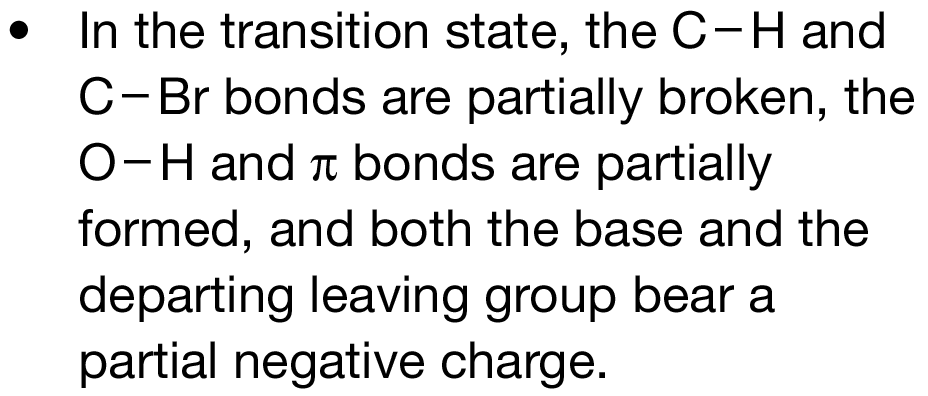 • In the transition state, the C−H and
C−Br bonds are partially broken, the
O−H and π bonds are partially
formed, and both the base and the
departing leaving group bear a
partial negative charge.